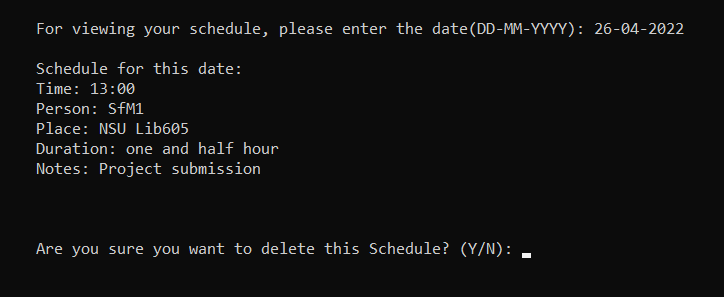 For viewing your schedule, please enter the date(DD-MM-YYYY): 26-04-2022
Schedule for this date:
Time: 13:00
Person: SfM1
Place: NSU Lib605
Duration: one and half hour
Notes: Project submission
Are you sure you want to delete this Schedule? (Y/N):